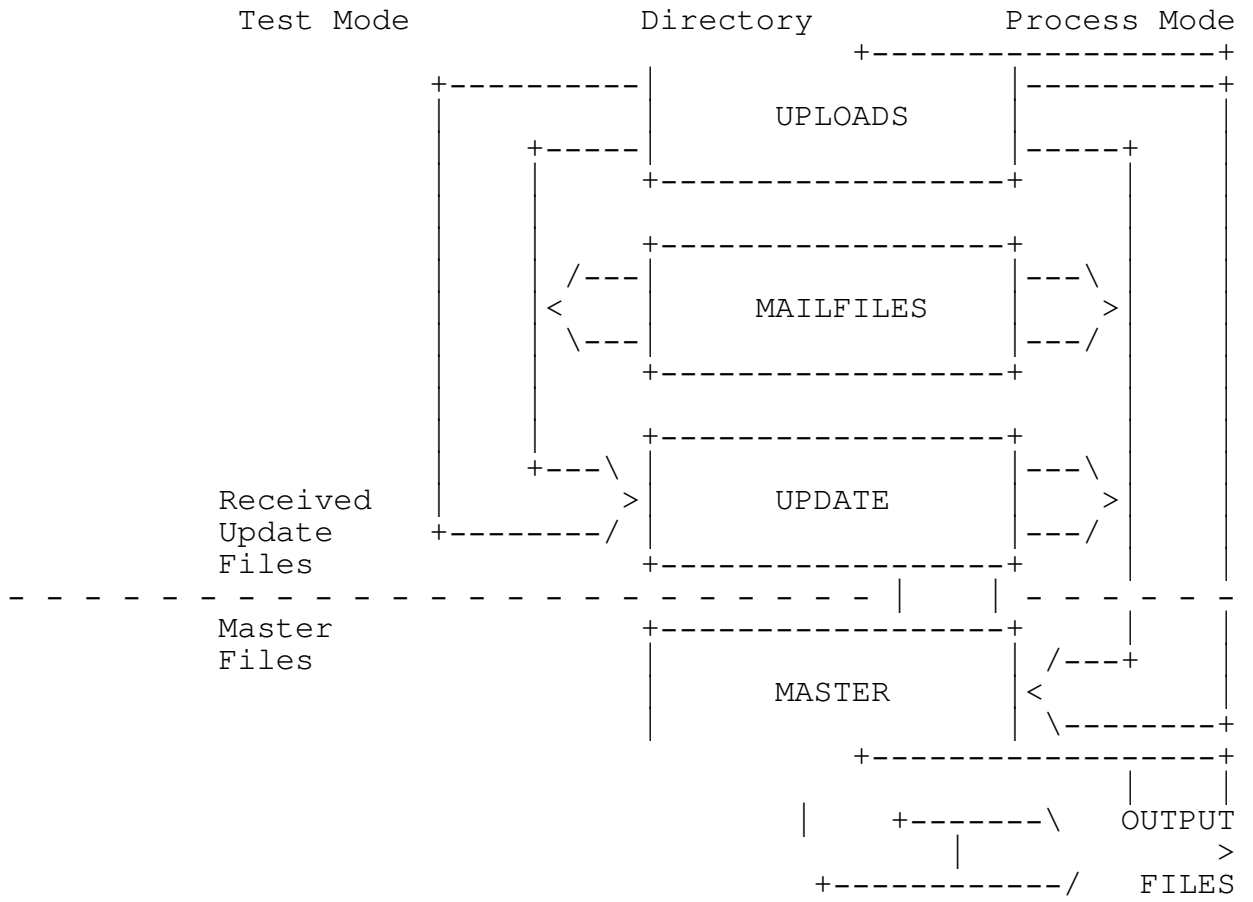 Test Mode Directory Process Mode
UPLOADS
MAILFILES
Received > UPDATE >
Update
Files
Master
Files
MASTER
OUTPUT
FILES